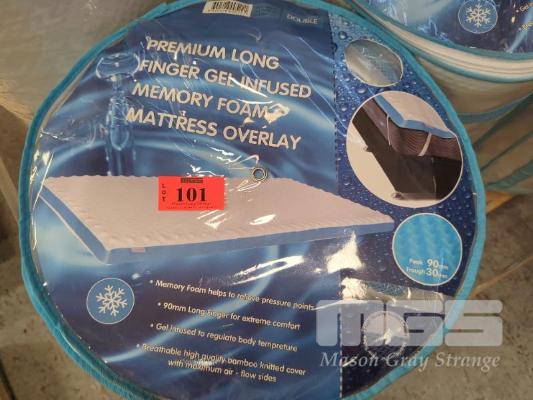 DOUBLE
PREMIUM LONG
FINGER GEL INFUSED
MEMORY FOAM
MATTRESS OVERLAY
LOT
101
Peak 90mm
Trough 30mm
• Memory Foam helps to relieve pressure points
• 90mm Long Finger for extreme comfort
• Gel infused to regulate body tempreture
• Breathable high quality bamboo knitted cover
with maximum air - flow sides
MGS
Mason Gray Strange